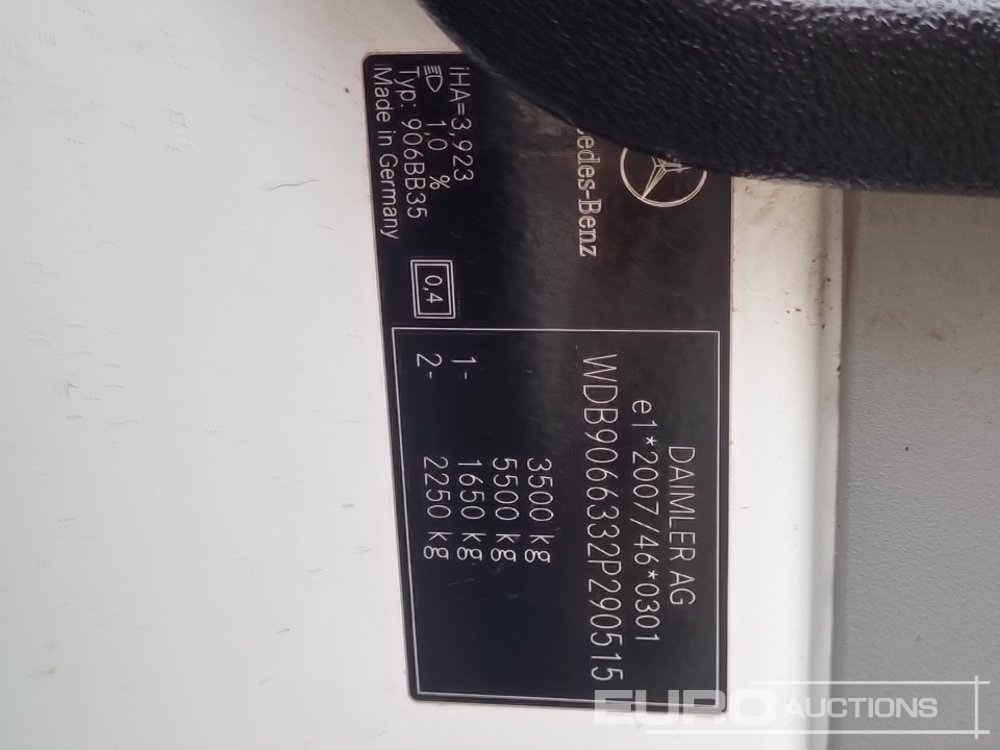 DAIMLER AG
e1*2007/46*0301
WDB9066332P290515
3500 kg
5500 kg
1- 1650 kg
2- 2250 kg
edes-Benz
iHA=3,923
1,0 %
Typ: 906BB35
Made in Germany
0,4
EURO AUCTIONS